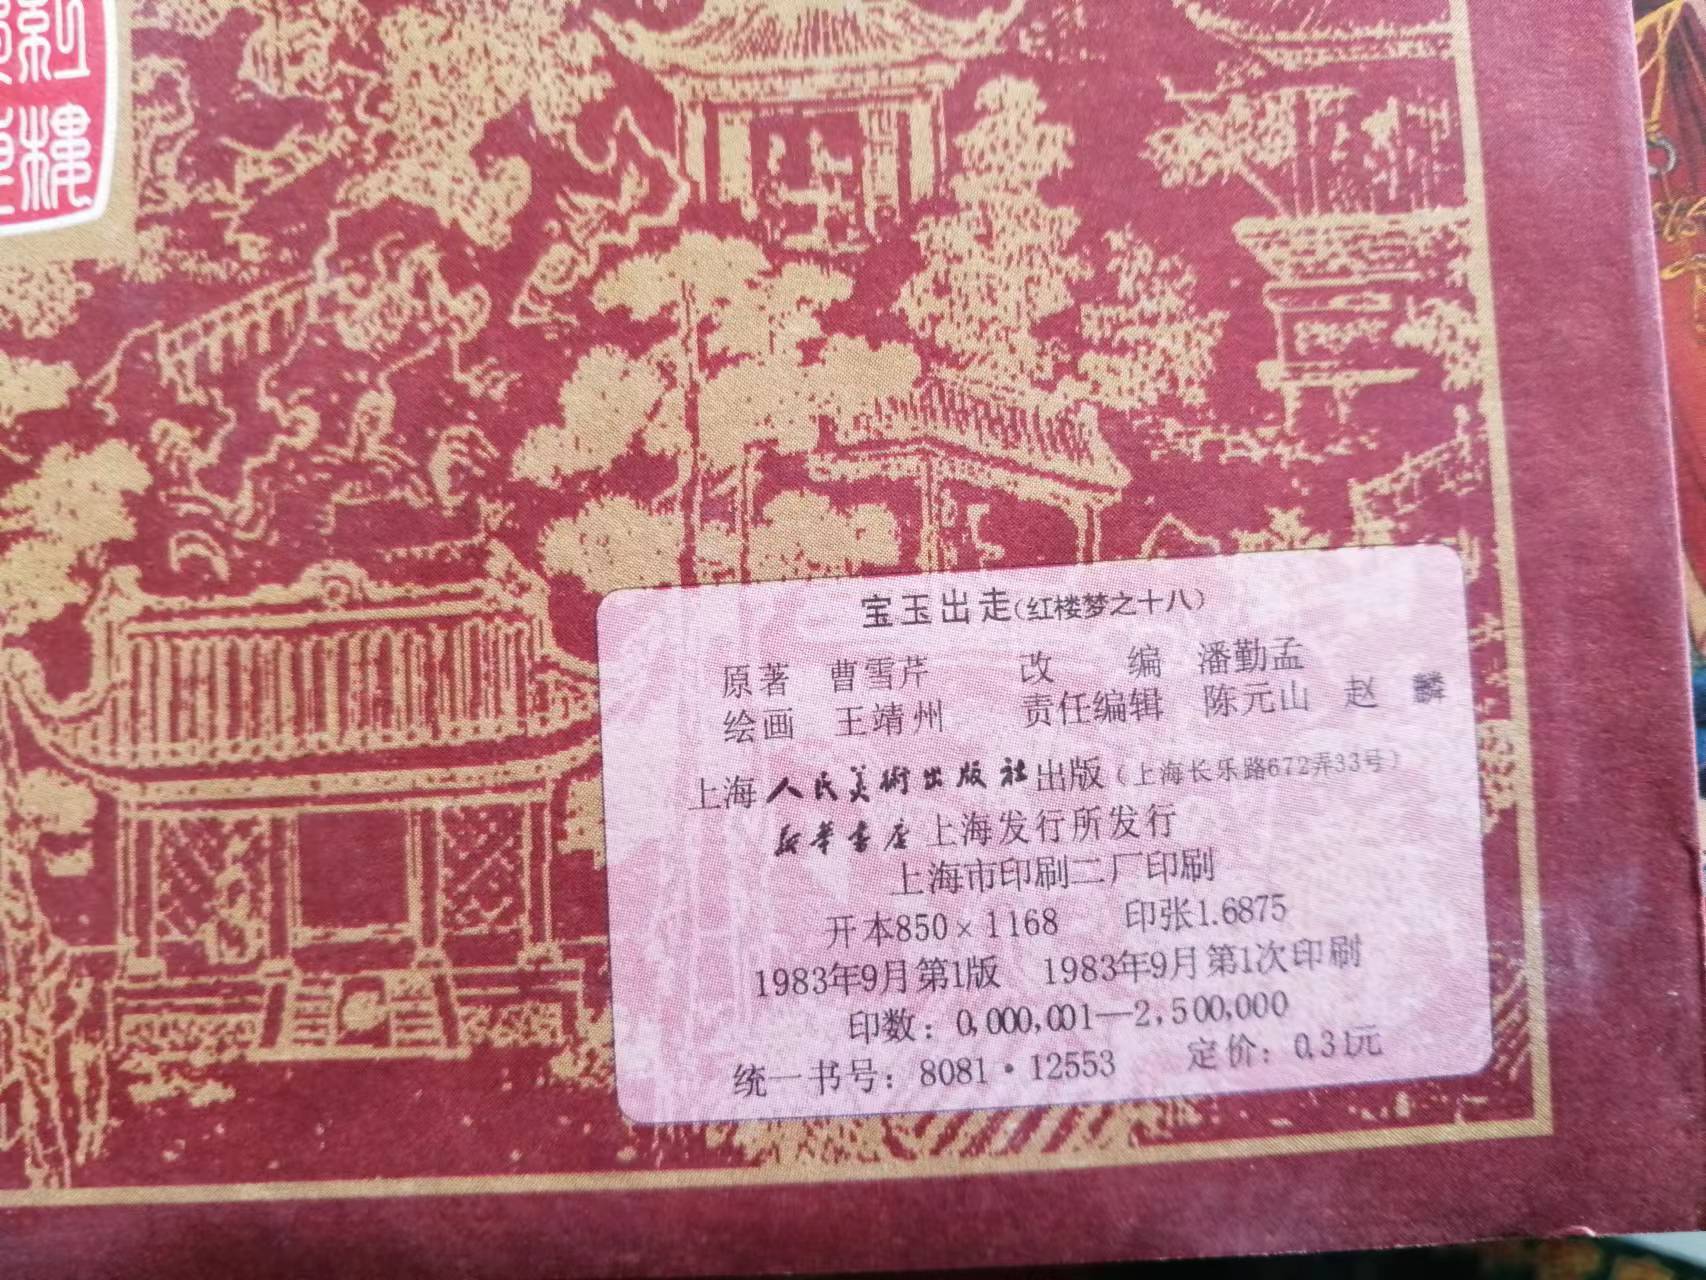 红楼
宝玉出走(红楼梦之十八)
原著 曹雪芹 改 编 潘勤孟
绘画 王靖州 责任编辑 陈元山 赵 麟
上海人民美術出版社出版(上海长乐路672弄33号)
新华书店上海发行所发行
上海市印刷二厂印刷
开本850×1168 印张1.6875
1983年9月第1版 1983年9月第1次印刷
印数：0,000,001—2,500,000
统一书号：8081·12553 定价：0.31元